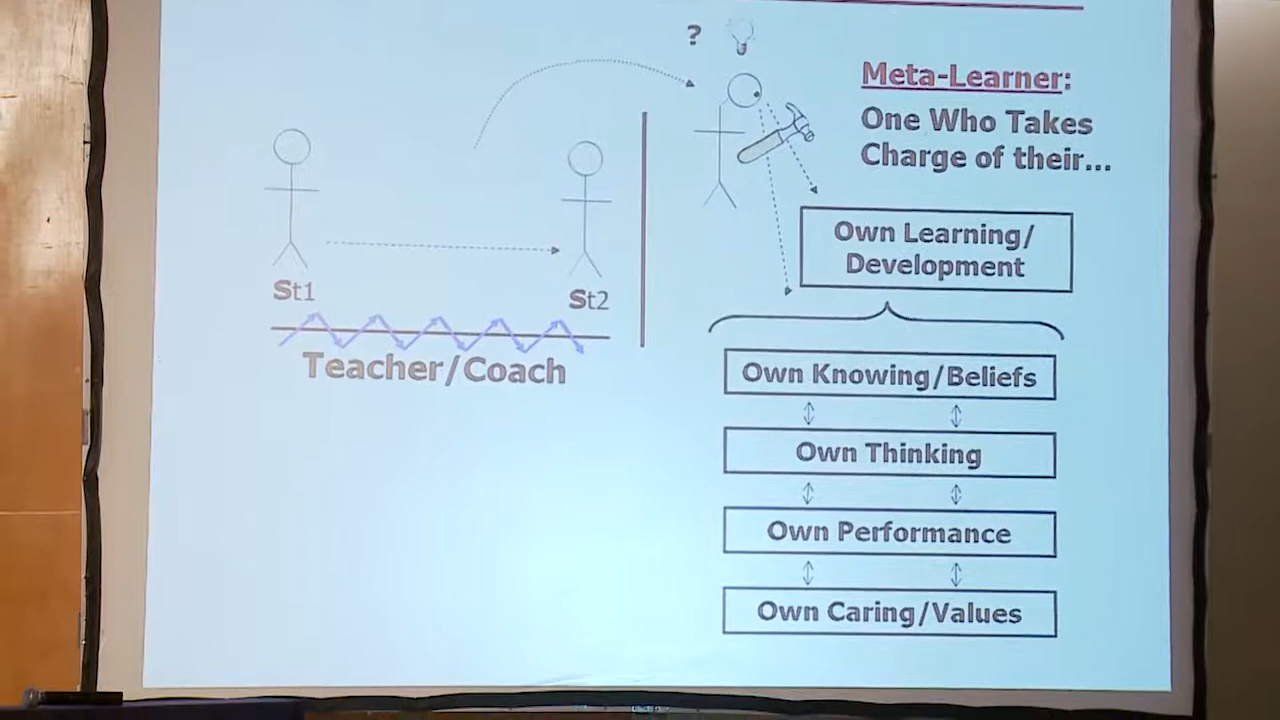 ?
Meta-Learner:
One Who Takes
Charge of their...
St1
St2
Teacher/Coach
Own Learning/
Development
Own Knowing/Beliefs
Own Thinking
Own Performance
Own Caring/Values